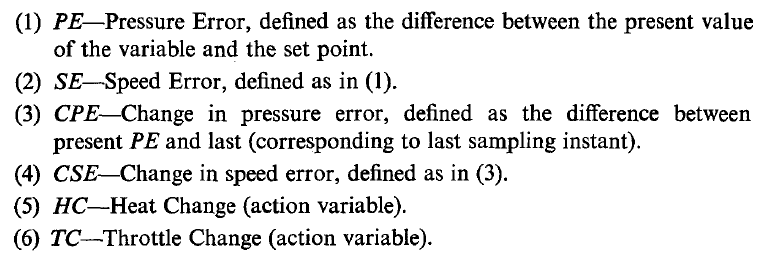 (1) PE—Pressure Error, defined as the difference between the present value
of the variable and the set point.
(2) SE—Speed Error, defined as in (1).
(3) CPE—Change in pressure error, defined as the difference between
present PE and last (corresponding to last sampling instant).
(4) CSE—Change in speed error, defined as in (3).
(5) HC—Heat Change (action variable).
(6) TC—Throttle Change (action variable).